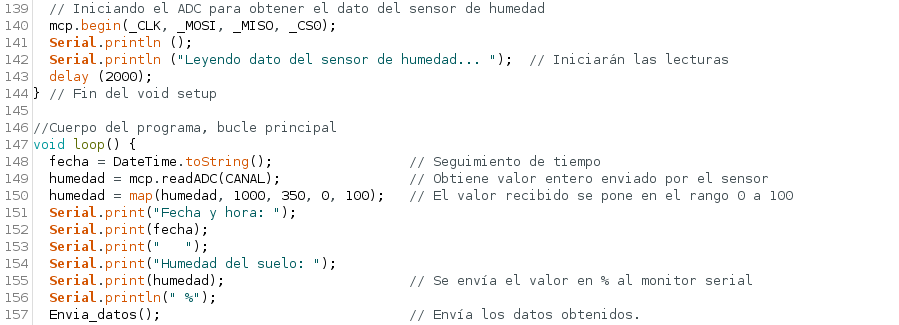 139 // Iniciando el ADC para obtener el dato del sensor de humedad
140 mcp.begin(_CLK, _MOSI, _MISO, _CS0);
141 Serial.println ();
142 Serial.println ("Leyendo dato del sensor de humedad... "); // Iniciarán las lecturas
143 delay (2000);
144 } // Fin del void setup
145
146 //Cuerpo del programa, bucle principal
147 void loop() {
148 fecha = DateTime.toString(); // Seguimiento de tiempo
149 humedad = mcp.readADC(CANAL); // Obtiene valor entero enviado por el sensor
150 humedad = map(humedad, 1000, 350, 0, 100); // El valor recibido se pone en el rango 0 a 100
151 Serial.print("Fecha y hora: ");
152 Serial.print(fecha);
153 Serial.print("   ");
154 Serial.print("Humedad del suelo: ");
155 Serial.print(humedad); // Se envía el valor en % al monitor serial
156 Serial.println(" %");
157 Envia_datos(); // Envía los datos obtenidos.